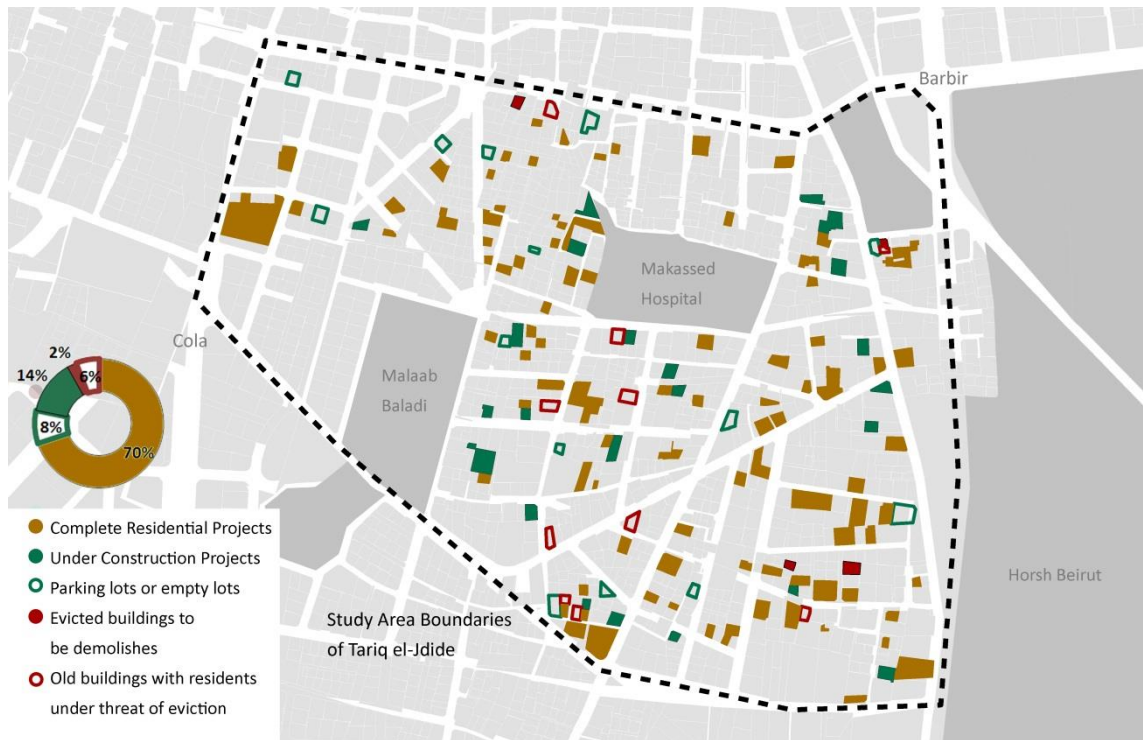 Barbir
Makassed
Hospital
Cola
Malaab
Baladi
Horsh Beirut
2%
6%
14%
8%
70%
Complete Residential Projects
Under Construction Projects
Parking lots or empty lots
Evicted buildings to
be demolishes
Old buildings with residents
under threat of eviction
Study Area Boundaries
of Tariq el-Jdide